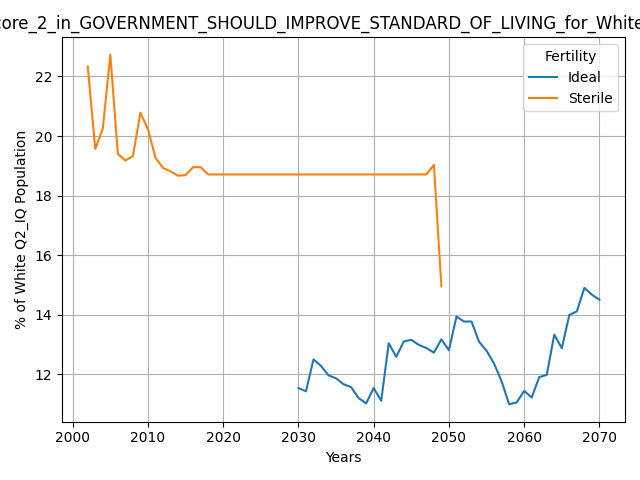 core_2_in_GOVERNMENT_SHOULD_IMPROVE_STANDARD_OF_LIVING_for_White
Fertility
Ideal
Sterile
% of White Q2_IQ Population
22
20
18
16
14
12
2000 2010 2020 2030 2040 2050 2060 2070
Years